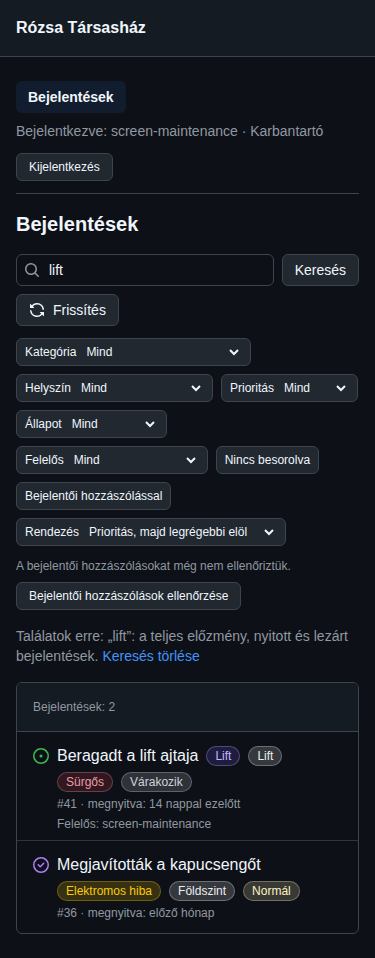 Rózsa Társasház
Bejelentések
Bejelentkezve: screen-maintenance · Karbantartó
Kijelentkezés
Bejelentések
lift Keresés
Frissítés
Kategória Mind
Helyszín Mind Prioritás Mind
Állapot Mind
Felelős Mind Nincs besorolva
Bejelentői hozzászólással
Rendezés Prioritás, majd legrégebbi elöl
A bejelentői hozzászólásokat még nem ellenőriztük.
Bejelentői hozzászólások ellenőrzése
Találatok erre: „lift”: a teljes előzmény, nyitott és lezárt
bejelentések. Keresés törlése
Bejelentések: 2
Beragadt a lift ajtaja Lift Lift
Sürgős Várakozik
#41 · megnyitva: 14 nappal ezelőtt
Felelős: screen-maintenance
Megjavították a kapucsengőt
Elektromos hiba Földszint Normál
#36 · megnyitva: előző hónap